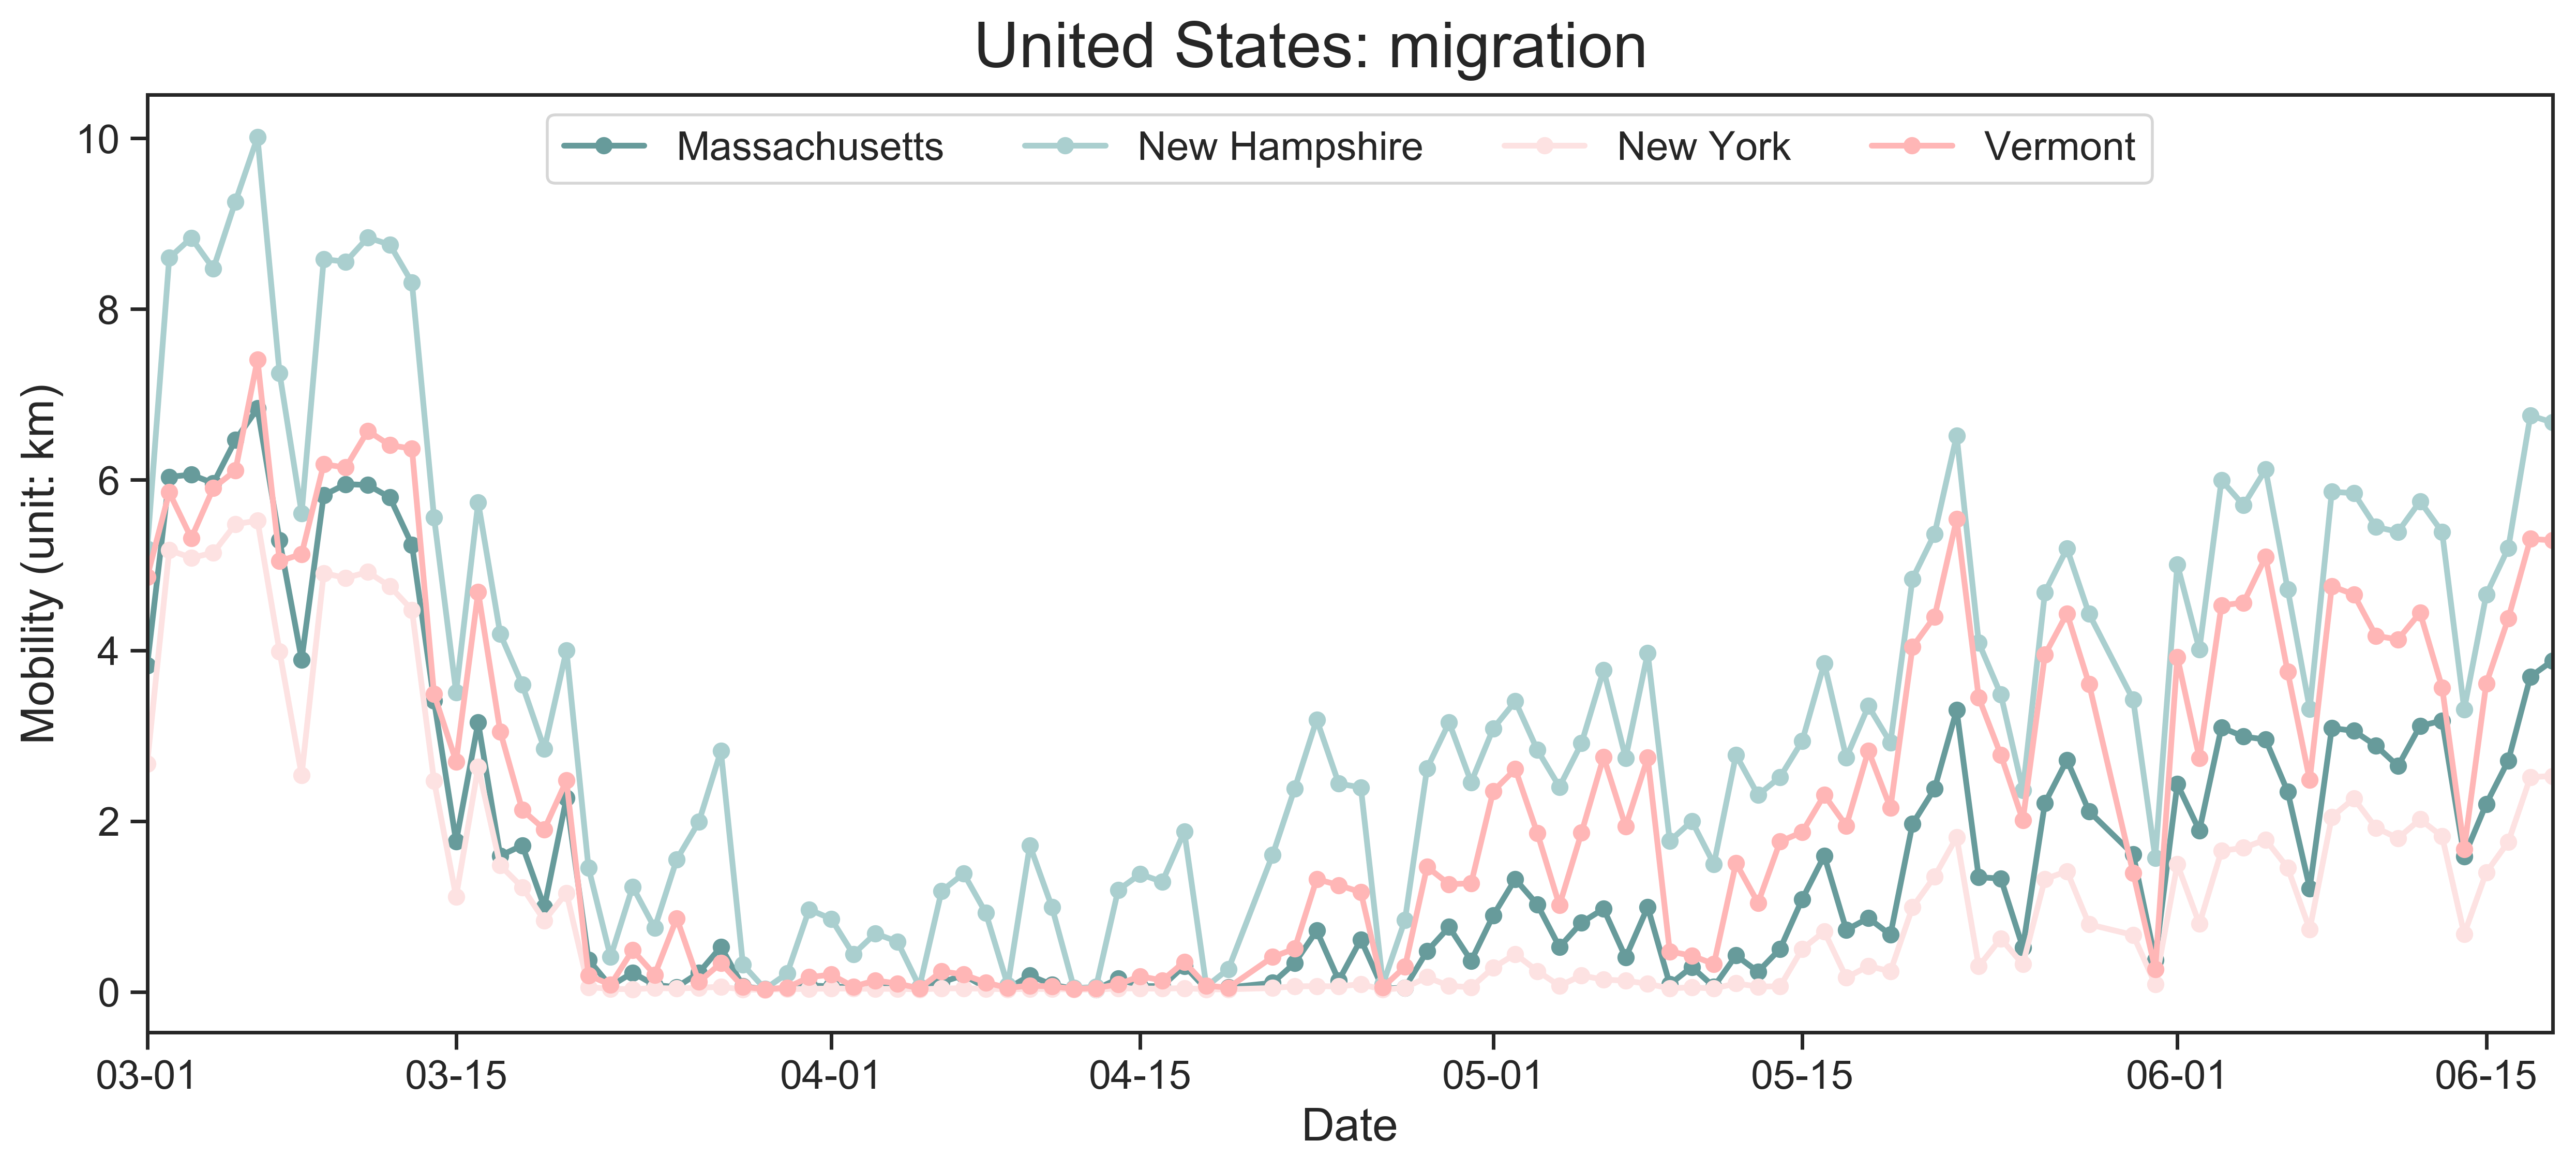 United States: migration
Massachusetts New Hampshire New York Vermont
Mobility (unit: km)
10
8
6
4
2
0
03-01 03-15 04-01 04-15 05-01 05-15 06-01 06-15
Date